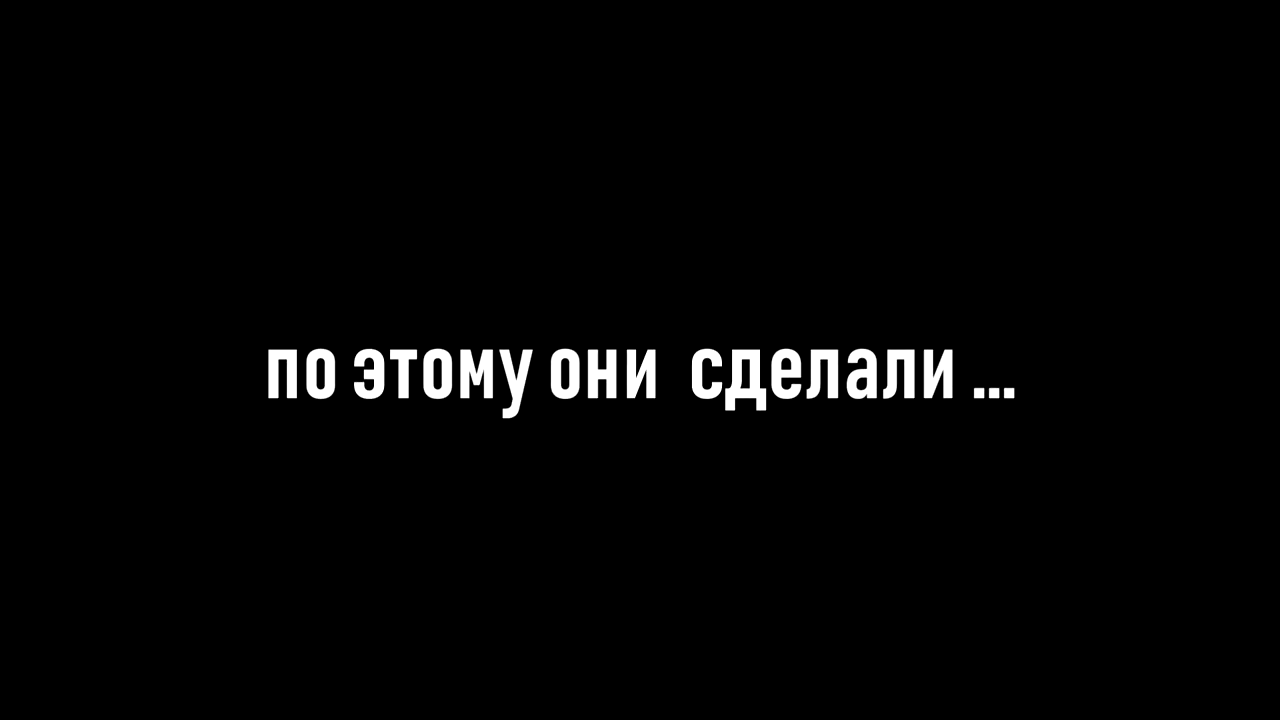 по этому они  сделали ...